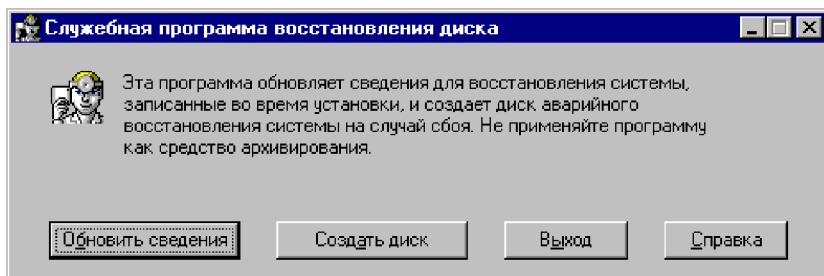 Служебная программа восстановления диска
Эта программа обновляет сведения для восстановления системы,
записанные во время установки, и создает диск аварийного
восстановления системы на случай сбоя. Не применяйте программу
как средство архивирования.
Обновить сведения Создать диск Выход Справка